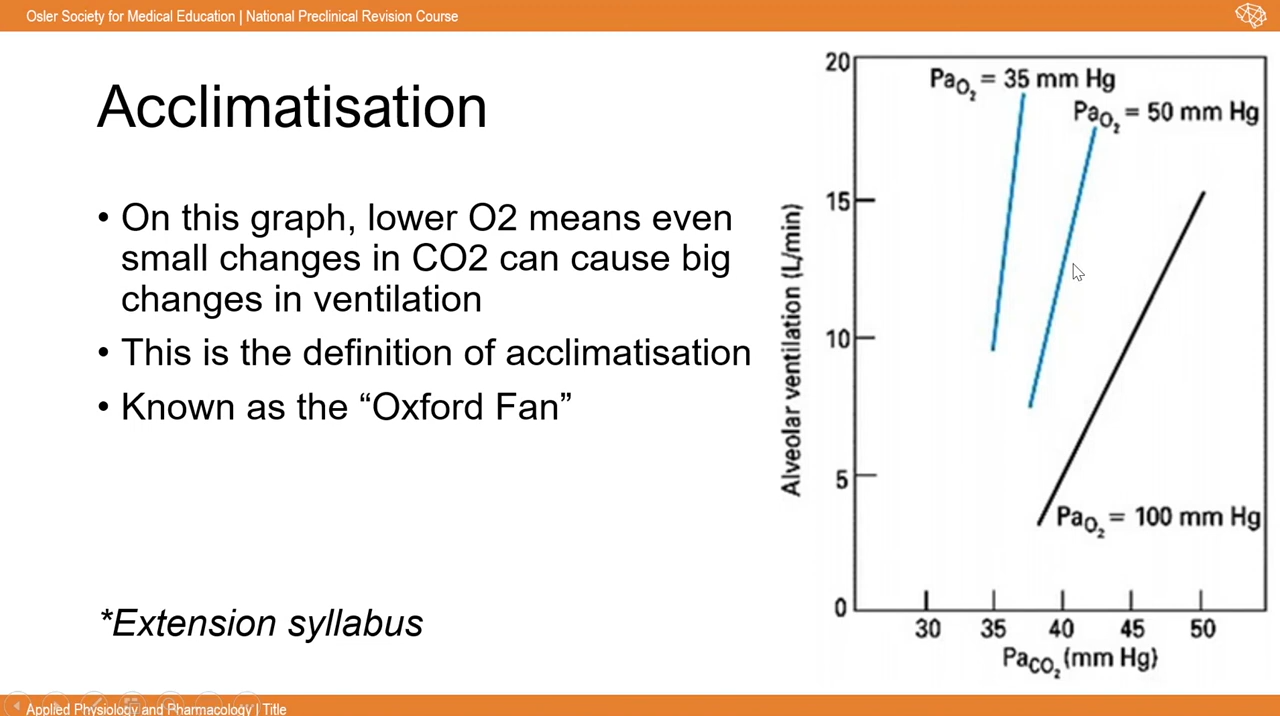 Osler Society for Medical Education | National Preclinical Revision Course
Acclimatisation
• On this graph, lower O2 means even
small changes in CO2 can cause big
changes in ventilation
• This is the definition of acclimatisation
• Known as the “Oxford Fan”
*Extension syllabus
Alveolar ventilation (L/min)
20
15
10
5
0
PaO₂ = 35 mm Hg
PaO₂ = 50 mm Hg
PaO₂ = 100 mm Hg
30 35 40 45 50
PaCO₂ (mm Hg)
Applied Physiology and Pharmacology | Title